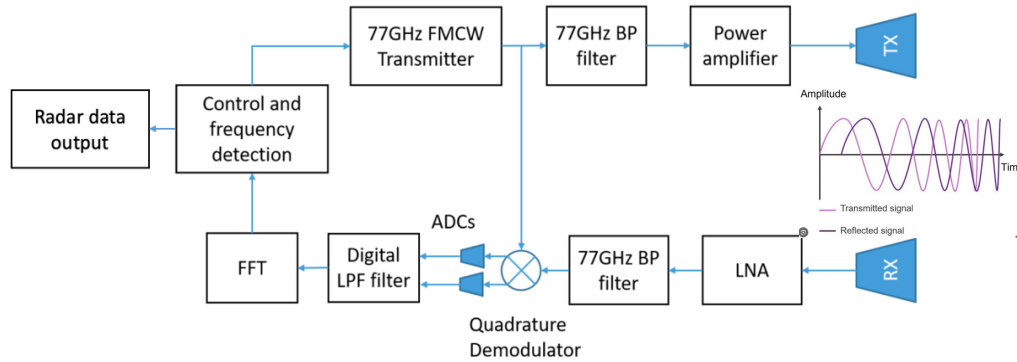 77GHz FMCW
Transmitter
77GHz BP
filter
Power
amplifier
TX
Radar data
output
Control and
frequency
detection
Amplitude
Tim
Transmitted signal
Reflected signal
ADCs
FFT
Digital
LPF filter
77GHz BP
filter
LNA
RX
Quadrature
Demodulator